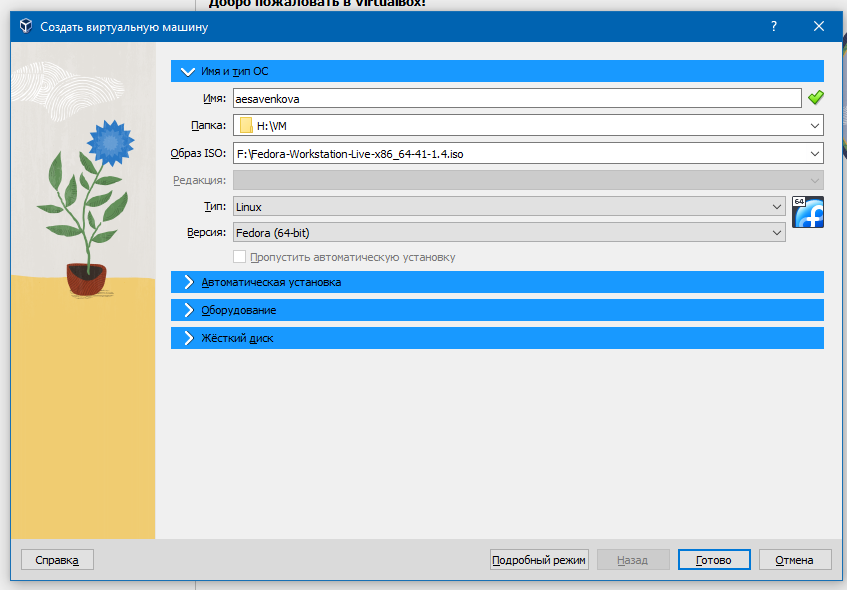 Добро пожаловать в VirtualBox!
Создать виртуальную машину
Имя и тип ОС
Имя: aesavenkova
Папка: H:\VM
Образ ISO: F:\Fedora-Workstation-Live-x86_64-41-1.4.iso
Редакция:
Тип: Linux
64
Версия: Fedora (64-bit)
Пропустить автоматическую установку
Автоматическая установка
Оборудование
Жёсткий диск
Справка Подробный режим Назад Готово Отмена